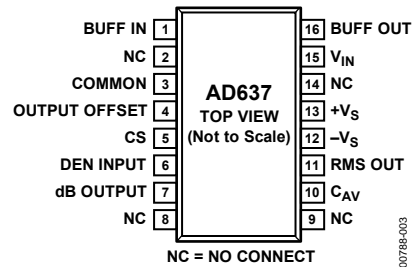 BUFF IN 1 16 BUFF OUT
NC 2 15 VIN
COMMON 3 14 NC
AD637
OUTPUT OFFSET 4 TOP VIEW 13 +VS
CS 5 (Not to Scale) 12 –VS
DEN INPUT 6 11 RMS OUT
dB OUTPUT 7 10 CAV
NC 8 9 NC
NC = NO CONNECT
00788-003